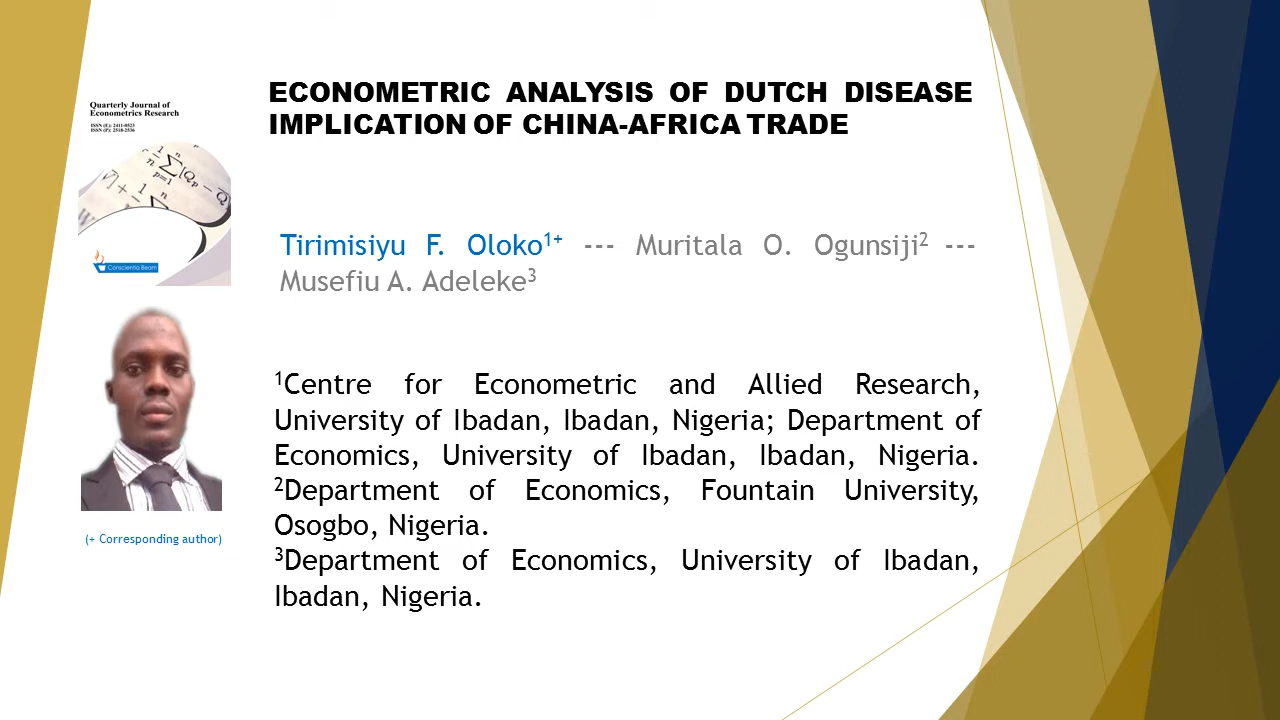 Quarterly Journal of
Econometrics Research
ISSN (E): 2411-0523
ISSN (P): 2518-2536
Conscientia Beam
(+ Corresponding author)
ECONOMETRIC ANALYSIS OF DUTCH DISEASE
IMPLICATION OF CHINA-AFRICA TRADE
Tirimisiyu F. Oloko1+ --- Muritala O. Ogunsiji2 ---
Musefiu A. Adeleke3
1Centre for Econometric and Allied Research,
University of Ibadan, Ibadan, Nigeria; Department of
Economics, University of Ibadan, Ibadan, Nigeria.
2Department of Economics, Fountain University,
Osogbo, Nigeria.
3Department of Economics, University of Ibadan,
Ibadan, Nigeria.